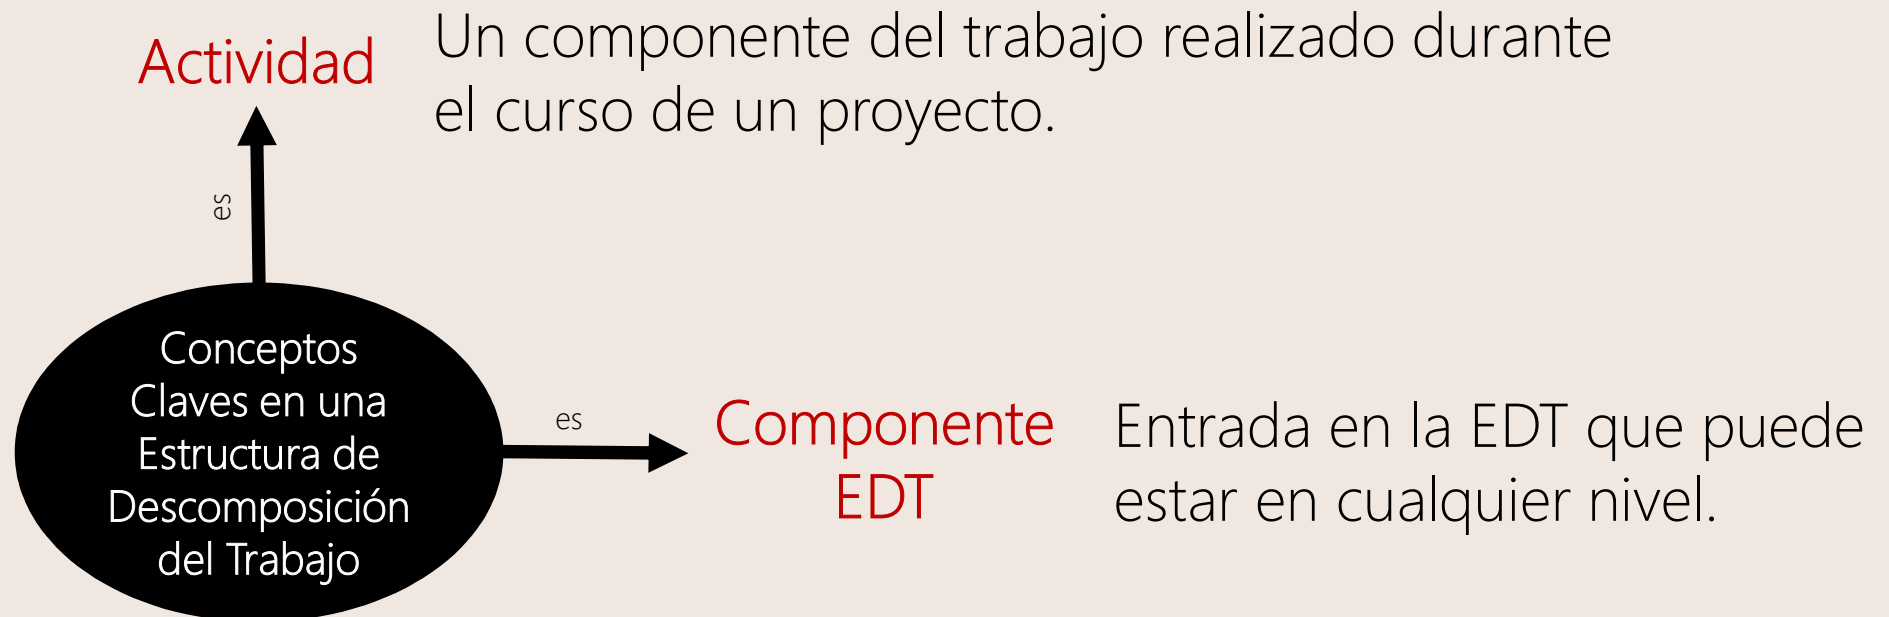 Actividad
Un componente del trabajo realizado durante
el curso de un proyecto.
es
Conceptos
Claves en una
Estructura de
Descomposición
del Trabajo
es
Componente
EDT
Entrada en la EDT que puede
estar en cualquier nivel.